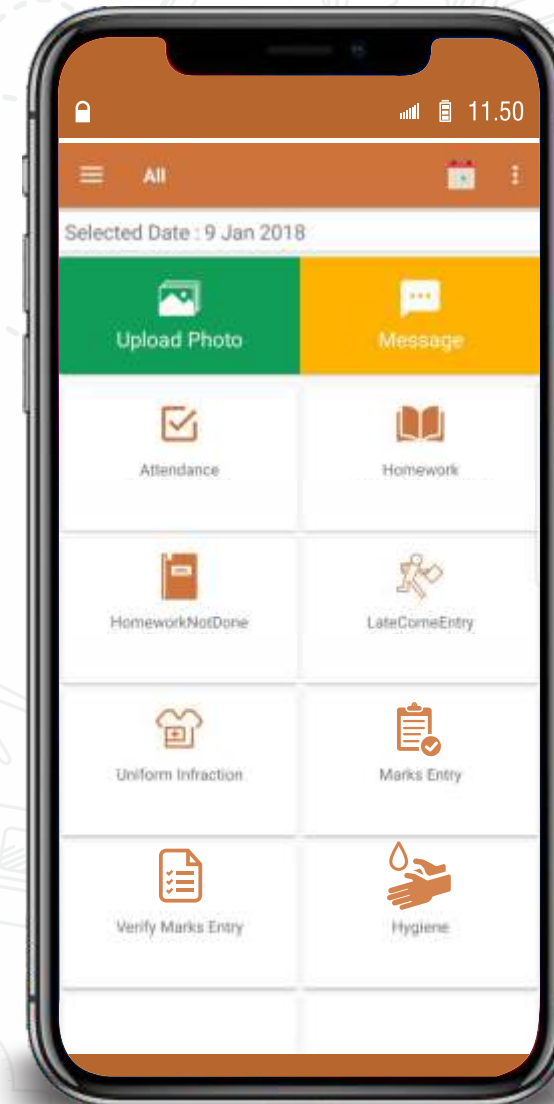 11.50
All
Selected Date : 9 Jan 2018
Upload Photo
Message
Attendance
Homework
HomeworkNotDone
LateComeEntry
Uniform Infraction
Marks Entry
Verify Marks Entry
Hygiene